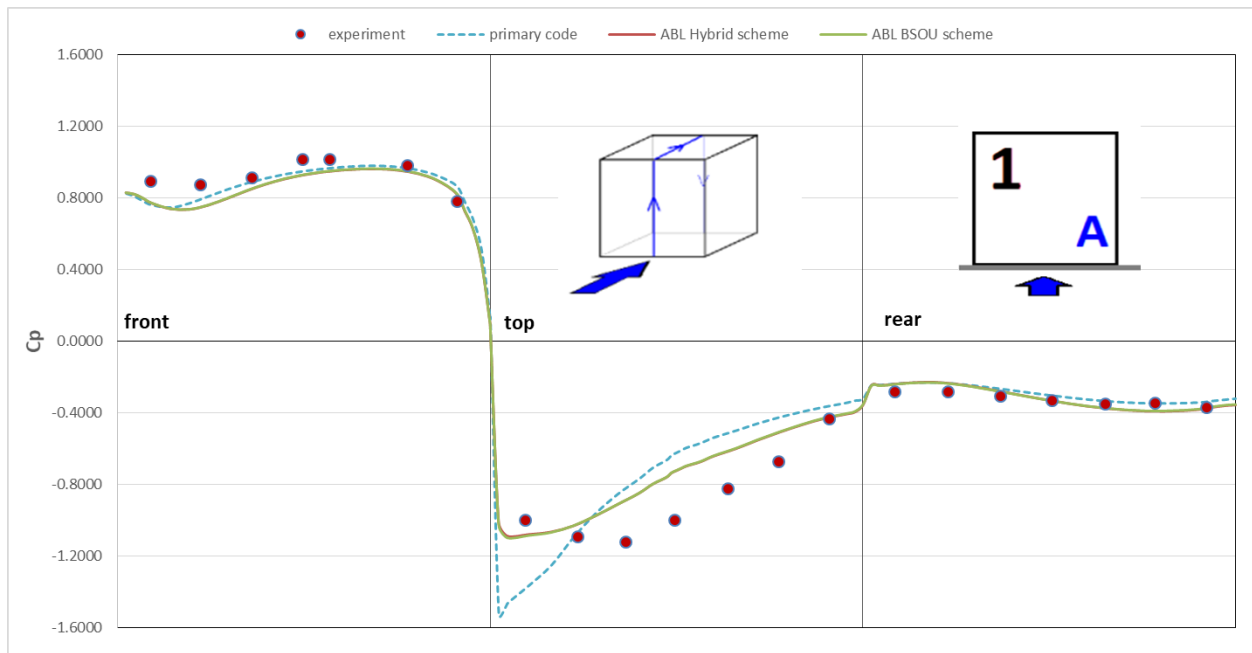 experiment primary code ABL Hybrid scheme ABL BSOU scheme
1.6000
1.2000
0.8000
0.4000
0.0000
-0.4000
-0.8000
-1.2000
-1.6000
Cp
front
top
rear
1
A